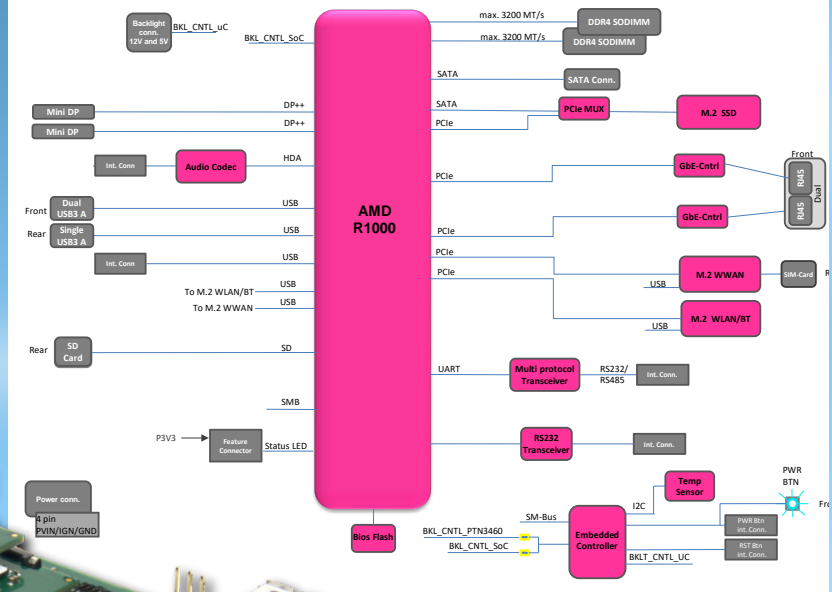 Backlight
conn.
12V and 5V
BKL_CNTL_uC
BKL_CNTL_SoC
max. 3200 MT/s
DDR4 SODIMM
max. 3200 MT/s
DDR4 SODIMM
SATA
SATA Conn.
Mini DP
DP++
Mini DP
DP++
SATA
PCIe
PCIe MUX
M.2 SSD
Int. Conn
Audio Codec
HDA
PCIe
GbE-Cntrl
Front
RJ45
RJ45
Dual
Front
Dual
USB3 A
USB
Rear
Single
USB3 A
USB
AMD
R1000
PCIe
GbE-Cntrl
Int. Conn
USB
PCIe
PCIe
M.2 WWAN
USB
SIM-Card
R
To M.2 WLAN/BT
USB
To M.2 WWAN
USB
M.2 WLAN/BT
USB
Rear
SD
Card
SD
UART
Multi protocol
Transceiver
RS232/
RS485
Int. Conn.
SMB
P3V3
Feature
Connector
Status LED
RS232
Transceiver
Int. Conn.
Power conn.
4 pin
PVIN/IGN/GND
Bios Flash
Temp
Sensor
I2C
PWR
BTN
Fr
SM-Bus
BKL_CNTL_PTN3460
BKL_CNTL_SoC
Embedded
Controller
PWR Btn
int. Conn.
RST Btn
int. Conn.
BKLT_CNTL_UC